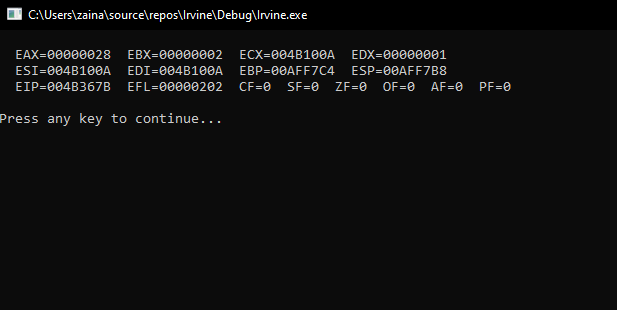 C:\Users\zaina\source\repos\Irvine\Debug\Irvine.exe
EAX=00000028  EBX=00000002  ECX=004B100A  EDX=00000001
ESI=004B100A  EDI=004B100A  EBP=00AFF7C4  ESP=00AFF7B8
EIP=004B367B  EFL=00000202  CF=0  SF=0  ZF=0  OF=0  AF=0  PF=0
Press any key to continue...